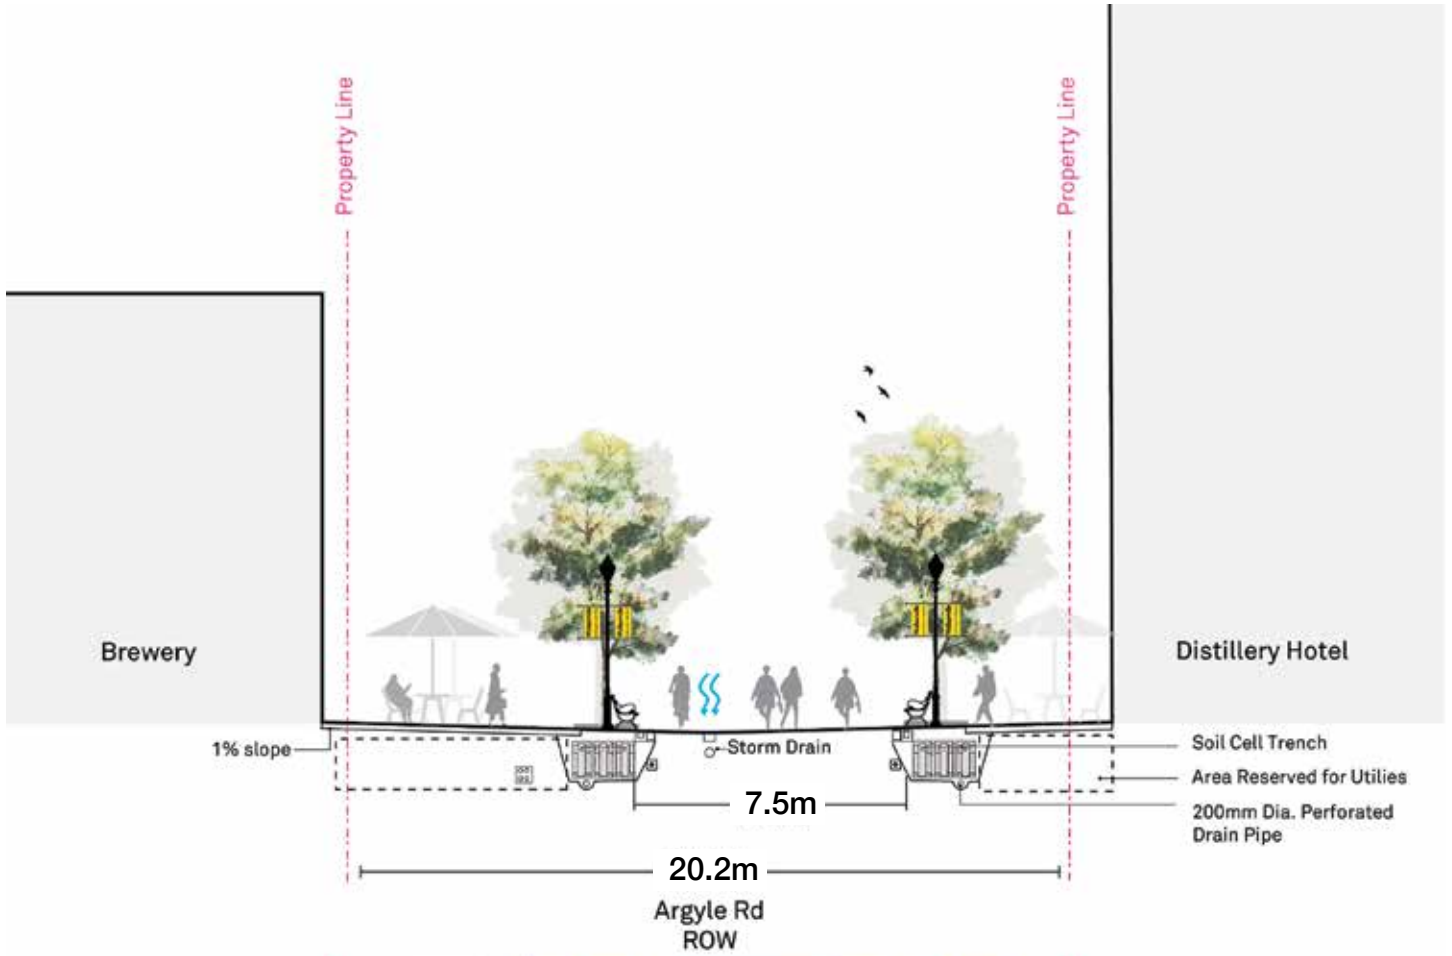 Property Line
Property Line
Brewery
Distillery Hotel
1% slope
Storm Drain
Soil Cell Trench
Area Reserved for Utilies
7.5m
200mm Dia. Perforated
Drain Pipe
20.2m
Argyle Rd
ROW